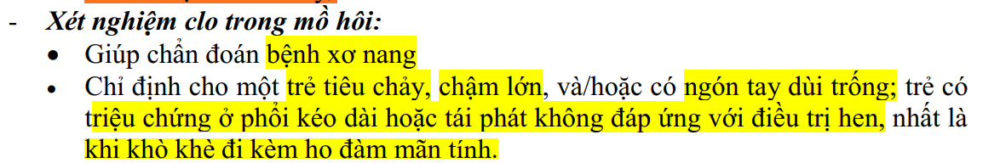 - Xét nghiệm clo trong mồ hôi:
• Giúp chẩn đoán bệnh xơ nang
• Chỉ định cho một trẻ tiêu chảy, chậm lớn, và/hoặc có ngón tay dùi trống; trẻ có
triệu chứng ở phổi kéo dài hoặc tái phát không đáp ứng với điều trị hen, nhất là
khi khò khè đi kèm ho đàm mãn tính.